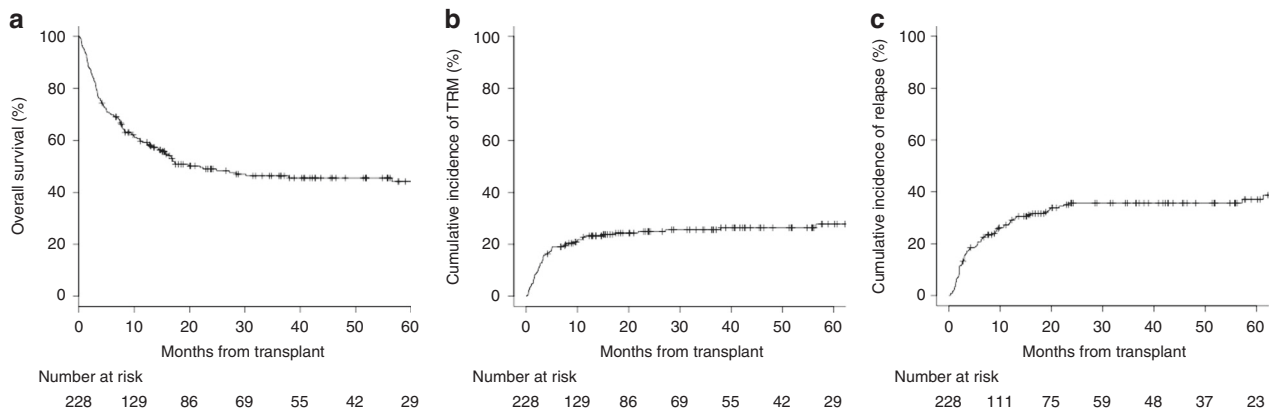 a
Overall survival (%)
100
80
60
40
20
0
0 10 20 30 40 50 60
Months from transplant
Number at risk
228 129 86 69 55 42 29
b
Cumulative incidence of TRM (%)
100
80
60
40
20
0
0 10 20 30 40 50 60
Months from transplant
Number at risk
228 129 86 69 55 42 29
c
Cumulative incidence of relapse (%)
100
80
60
40
20
0
0 10 20 30 40 50 60
Months from transplant
Number at risk
228 111 75 59 48 37 23